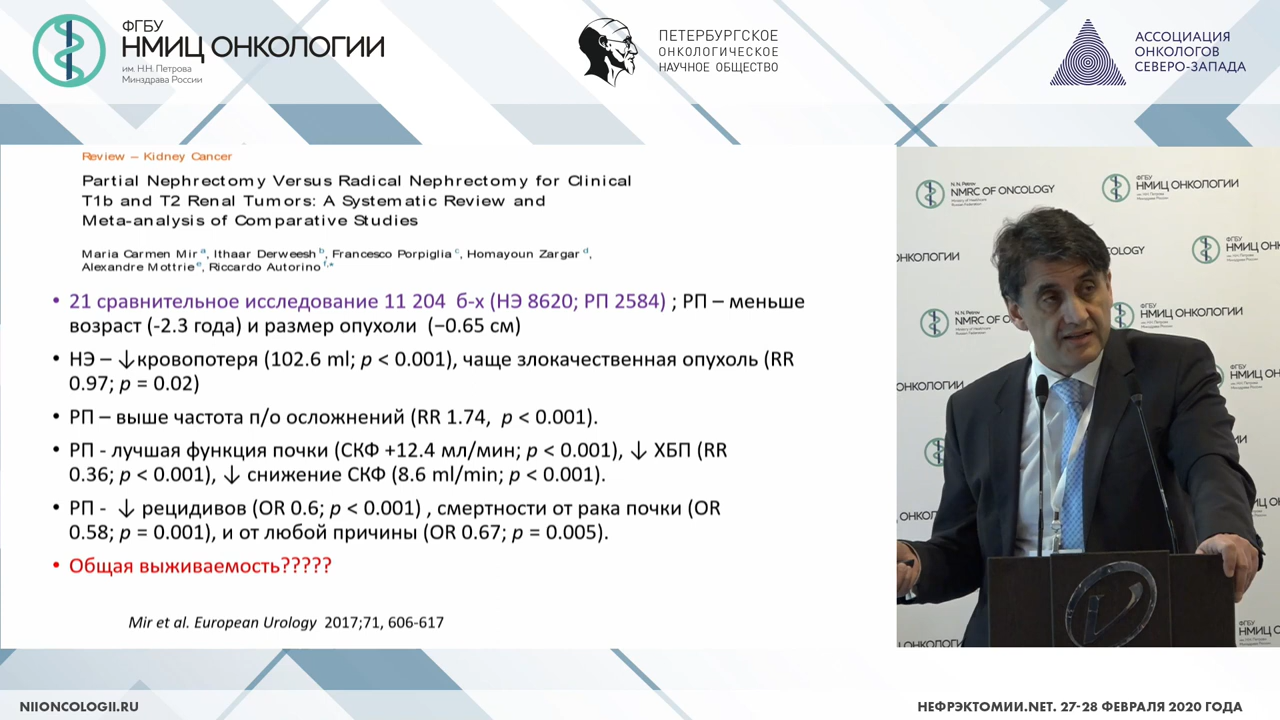 ФГБУ
НМИЦ ОНКОЛОГИИ
им. Н.Н. Петрова
Минздрава России
ПЕТЕРБУРГСКОЕ
ОНКОЛОГИЧЕСКОЕ
НАУЧНОЕ ОБЩЕСТВО
АССОЦИАЦИЯ
ОНКОЛОГОВ
СЕВЕРО-ЗАПАДА
Review – Kidney Cancer
Partial Nephrectomy Versus Radical Nephrectomy for Clinical
T1b and T2 Renal Tumors: A Systematic Review and
Meta-analysis of Comparative Studies
Maria Carmen Mir a, Ithaar Derweesh b, Francesco Porpiglia c, Homayoun Zargar d,
Alexandre Mottrie e, Riccardo Autorino f,*
• 21 сравнительное исследование 11 204 б-х (НЭ 8620; РП 2584) ; РП – меньше
возраст (-2.3 года) и размер опухоли (–0.65 см)
• НЭ – ↓кровопотеря (102.6 ml; p < 0.001), чаще злокачественная опухоль (RR
0.97; p = 0.02)
• РП – выше частота п/о осложнений (RR 1.74, p < 0.001).
• РП - лучшая функция почки (СКФ +12.4 мл/мин; p < 0.001), ↓ ХБП (RR
0.36; p < 0.001), ↓ снижение СКФ (8.6 ml/min; p < 0.001).
• РП - ↓ рецидивов (OR 0.6; p < 0.001) , смертности от рака почки (OR
0.58; p = 0.001), и от любой причины (OR 0.67; p = 0.005).
• Общая выживаемость?????
Mir et al. European Urology 2017;71, 606-617
N.N. Petrov
NMRC OF ONCOLOGY
Ministry of Healthcare
Russian Federation
ФГБУ
НМИЦ ОНКОЛОГИИ
NIIONCOLOGII.RU
НЕФРЭКТОМИИ.NET. 27-28 ФЕВРАЛЯ 2020 ГОДА